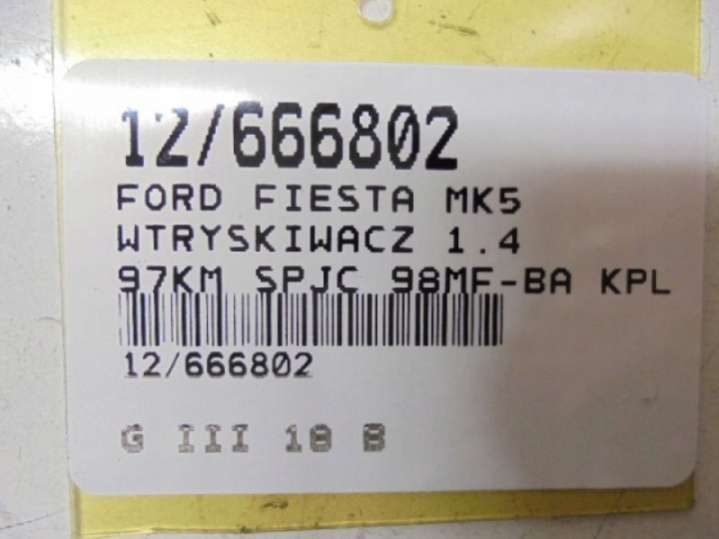 12/666802
FORD FIESTA MK5
WTRYSKIWACZ 1.4
97KM SPJC 98MF-BA KPL
12/666802
G III 18 B